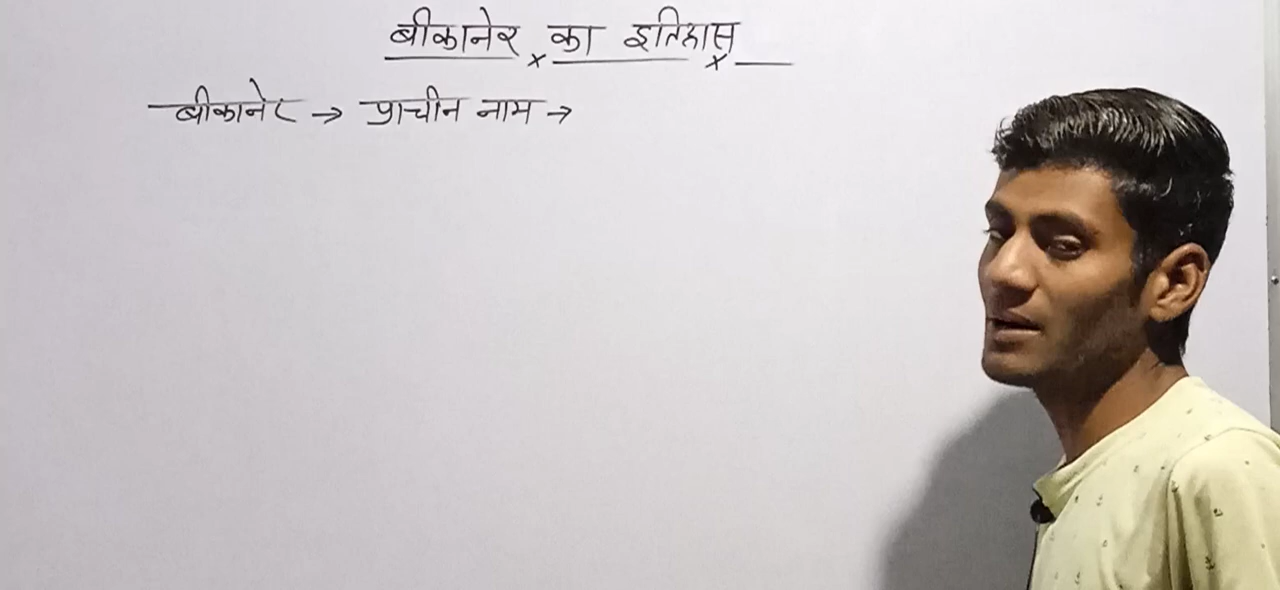 बीकानेर का इतिहास
बीकानेर → प्राचीन नाम →